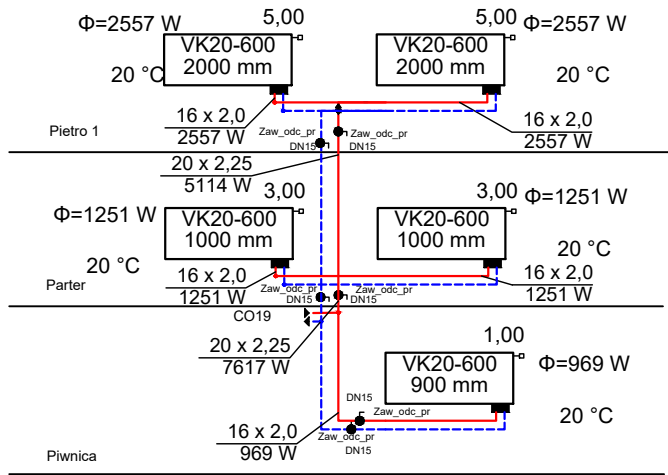 Φ=2557 W
5,00
VK20-600
2000 mm
20 °C
5,00
VK20-600
2000 mm
Φ=2557 W
20 °C
16 x 2,0
2557 W
Pietro 1
Zaw_odc_pr
DN15
Zaw_odc_pr
DN15
16 x 2,0
2557 W
20 x 2,25
5114 W
Φ=1251 W
3,00
VK20-600
1000 mm
20 °C
3,00
VK20-600
1000 mm
Φ=1251 W
20 °C
16 x 2,0
1251 W
Parter
Zaw_odc_pr
DN15
Zaw_odc_pr
DN15
16 x 2,0
1251 W
CO19
20 x 2,25
7617 W
1,00
VK20-600
900 mm
Φ=969 W
20 °C
DN15
Zaw_odc_pr
16 x 2,0
969 W
Zaw_odc_pr
DN15
Piwnica